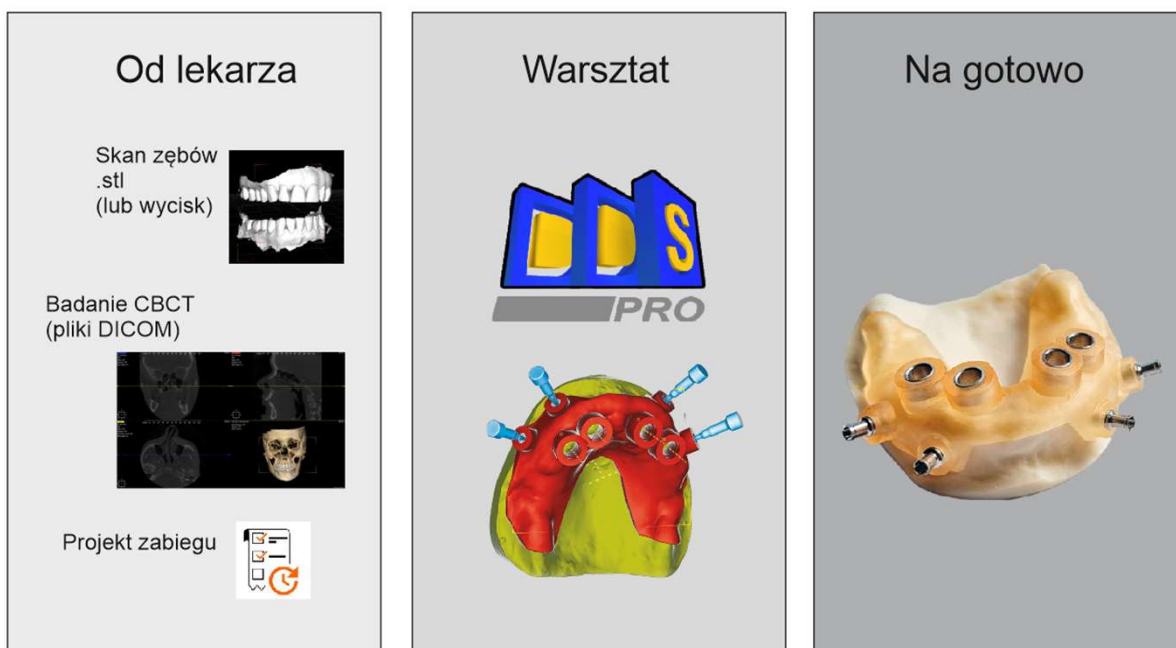 Od lekarza
Skan zębów
.stl
(lub wycisk)
Badanie CBCT
(pliki DICOM)
Projekt zabiegu
Warsztat
DDS
PRO
Na gotowo